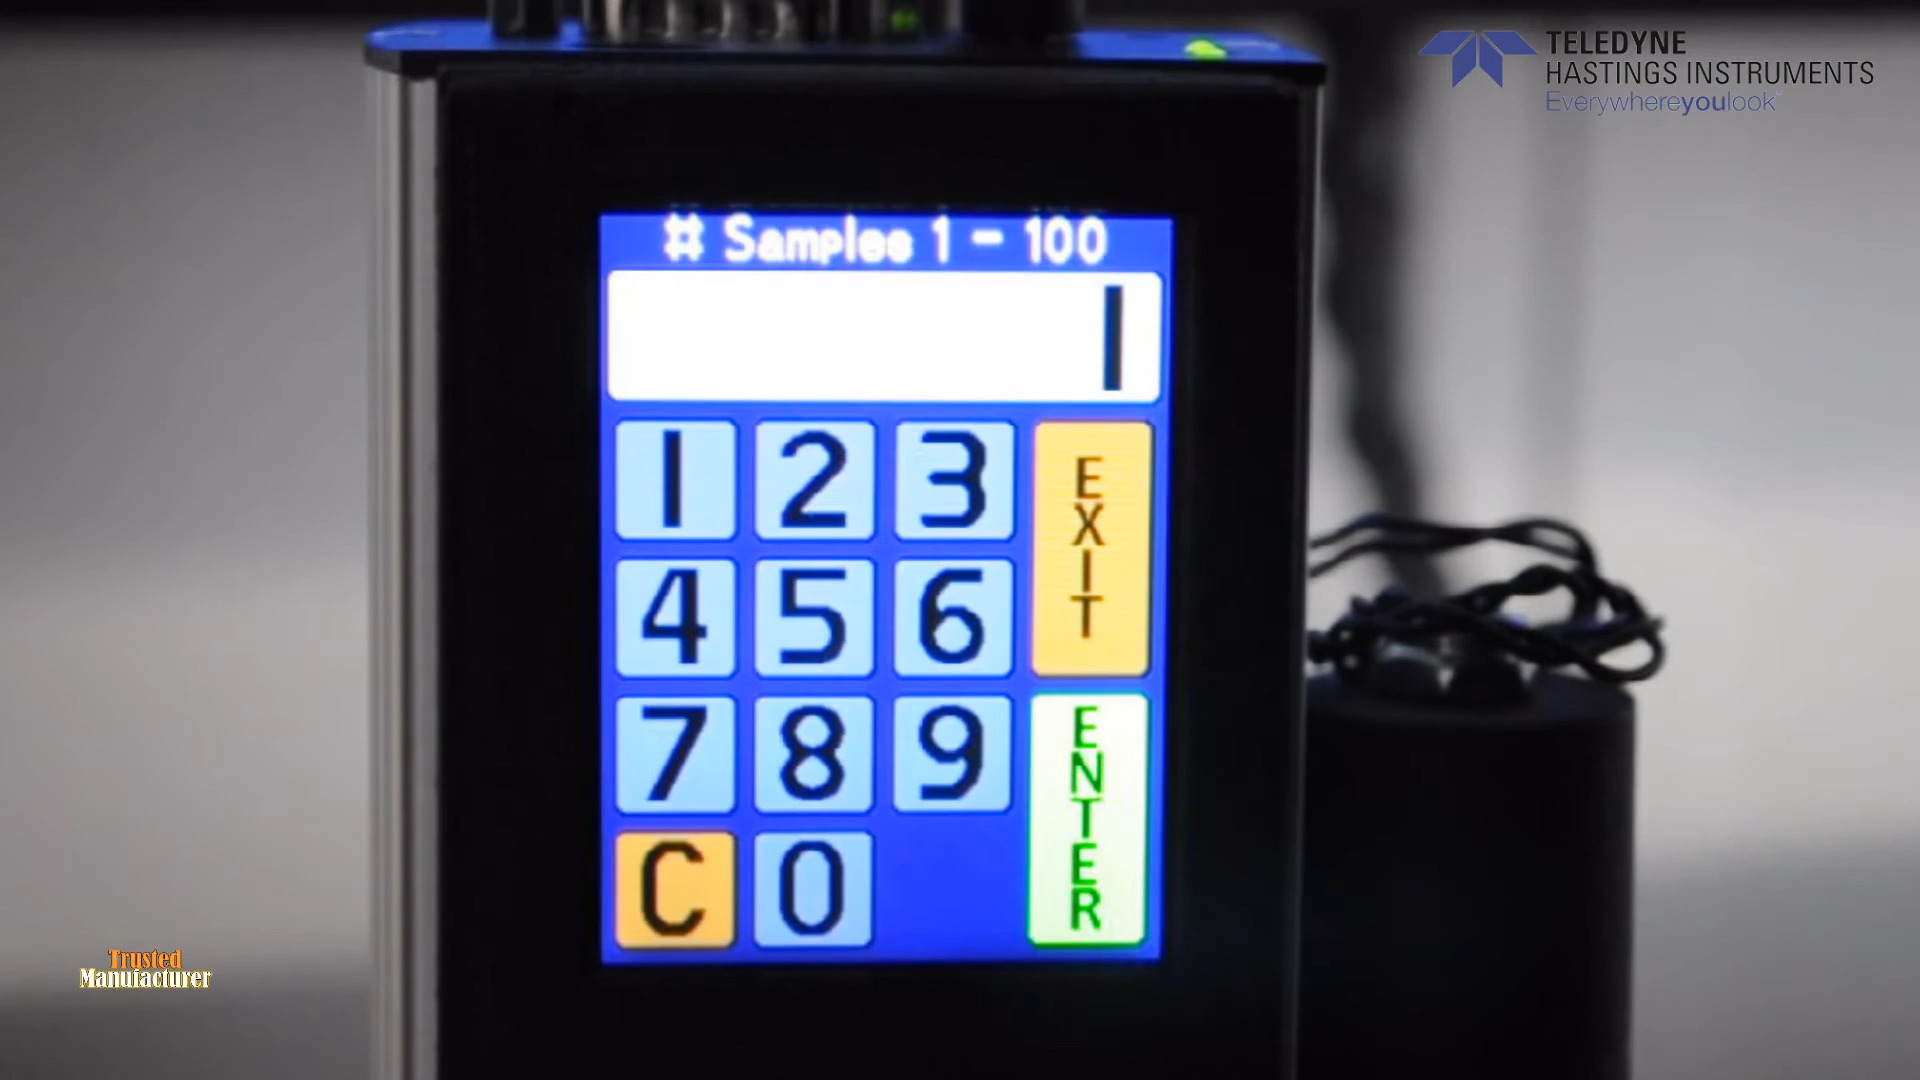 TELEDYNE
HASTINGS INSTRUMENTS
Everywhereyoulook™
# Samples 1 - 100
1
1 2 3
EXIT
4 5 6
7 8 9
ENTER
C 0
Trusted
Manufacturer